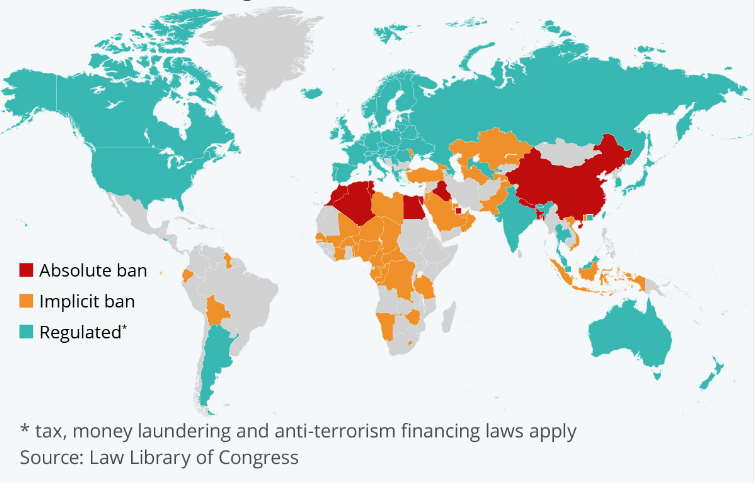 Absolute ban
Implicit ban
Regulated*
* tax, money laundering and anti-terrorism financing laws apply
Source: Law Library of Congress